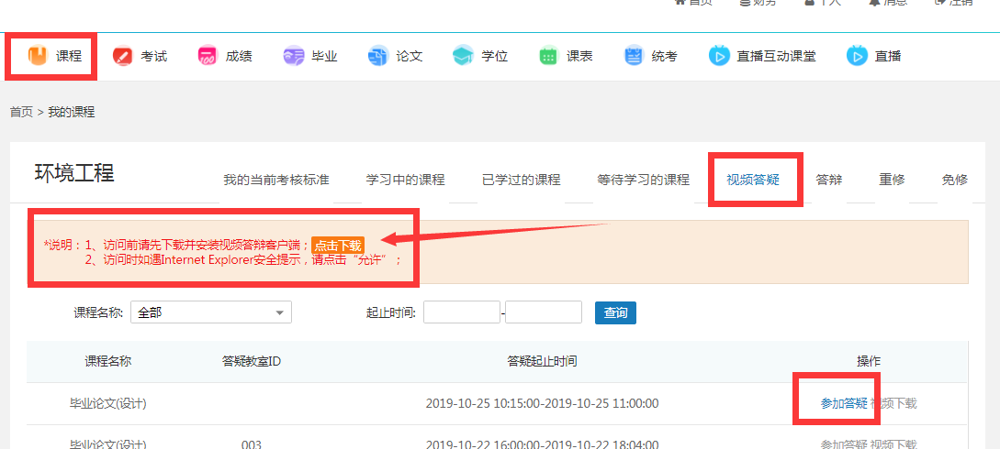 首页 财务 个人 消息 注销
课程 考试 成绩 毕业 论文 学位 课表 统考 直播互动课堂 直播
首页 > 我的课程
环境工程 我的当前考核标准 学习中的课程 已学过的课程 等待学习的课程 视频答疑 答辩 重修 免修
*说明：1、访问前请先下载并安装视频答辩客户端；点击下载
2、访问时如遇Internet Explorer安全提示，请点击“允许”；
课程名称: 全部 起止时间: - 查询
课程名称 答疑教室ID 答疑起止时间 操作
毕业论文(设计) 2019-10-25 10:15:00-2019-10-25 11:00:00 参加答疑 视频下载
毕业论文(设计) 003 2019-10-22 16:00:00-2019-10-22 18:04:00 参加答疑 视频下载